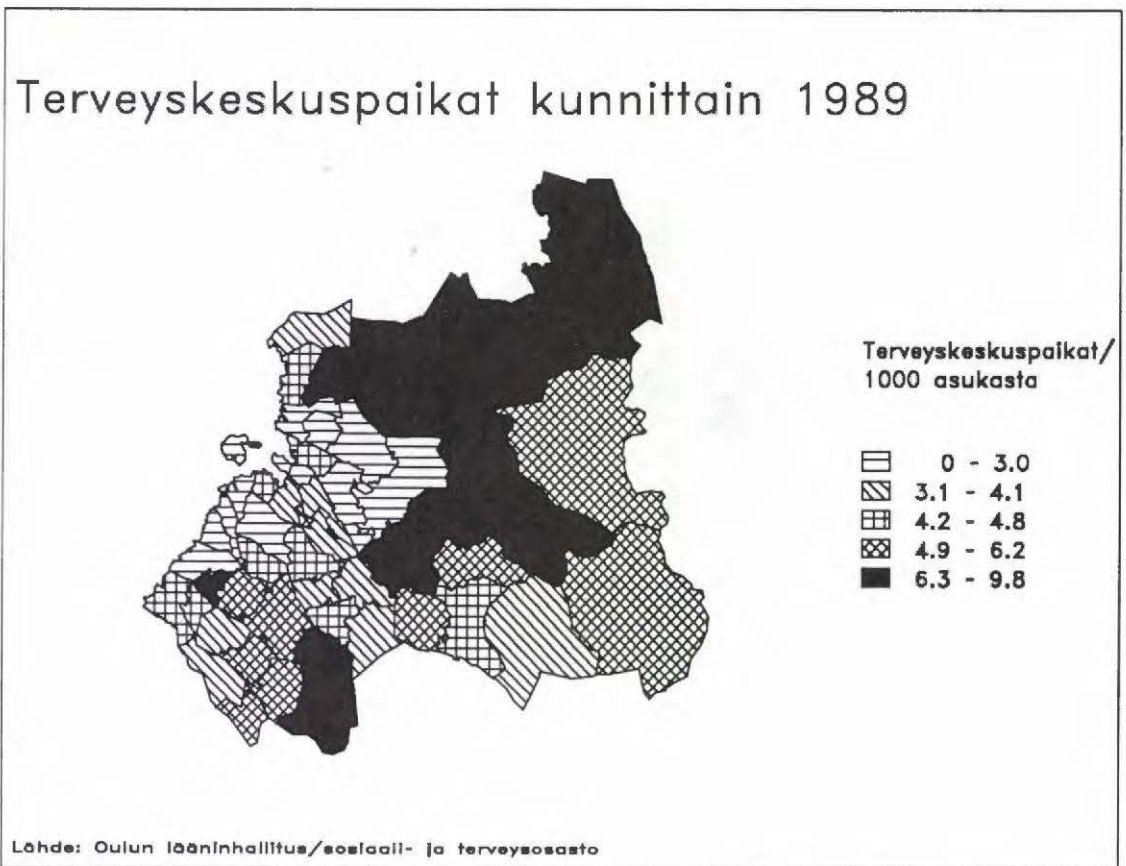 Terveyskeskuspaikat kunnittain 1989
Terveyskeskuspaikat/
1000 asukasta
0 - 3.0
3.1 - 4.1
4.2 - 4.8
4.9 - 6.2
6.3 - 9.8
Lähde: Oulun lääninhallitus/sosiaali- ja terveysosasto